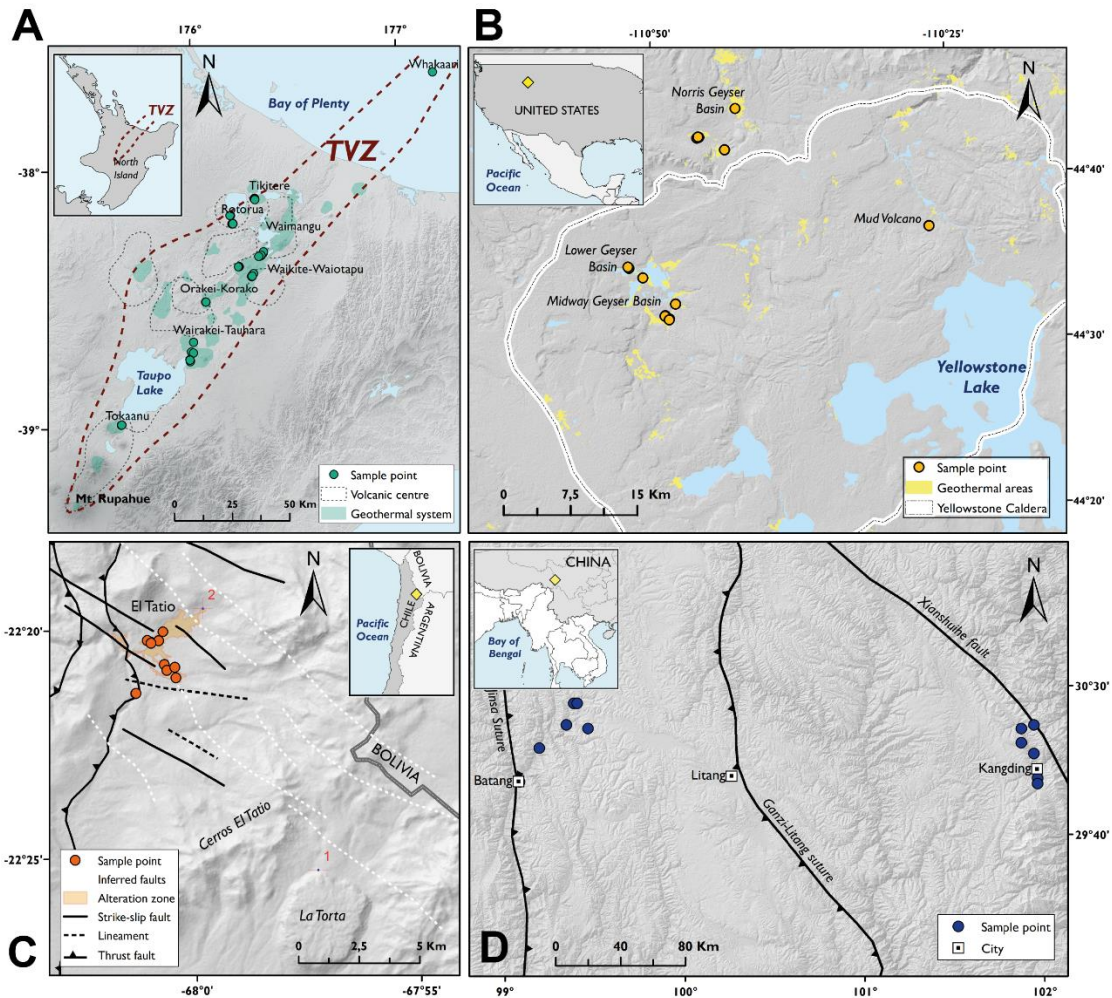 A
176°
177°
N
TVZ
North
Island
Whakaari
Bay of Plenty
TVZ
-38°
Tikitere
Rotorua
Waimangu
Waikite-Waiotapu
Orakei-Korako
Wairakei-Tauhara
Taupo
Lake
Tokaanu
-39°
Mt. Rupahue
Sample point
Volcanic centre
Geothermal system
0 25 50 Km
B
-110°50'
-110°25'
UNITED STATES
Pacific
Ocean
Norris Geyser
Basin
N
44°40'
Mud Volcano
Lower Geyser
Basin
Midway Geyser Basin
44°30'
Yellowstone
Lake
Sample point
Geothermal areas
Yellowstone Caldera
0 7,5 15 Km
44°20'
C
N
2
El Tatio
-22°20'
BOLIVIA
Pacific
Ocean
CHILE
ARGENTINA
BOLIVIA
Cerros El Tatio
-22°25'
1
La Torta
Sample point
Inferred faults
Alteration zone
Strike-slip fault
Lineament
Thrust fault
0 2,5 5 Km
-68°0'
-67°55'
D
CHINA
Bay of
Bengal
N
Xianshuihe fault
30°30'
Jinsa Suture
Batang
Litang
Kangding
Ganzi-Litang suture
29°40'
Sample point
City
0 40 80 Km
99°
100°
101°
102°